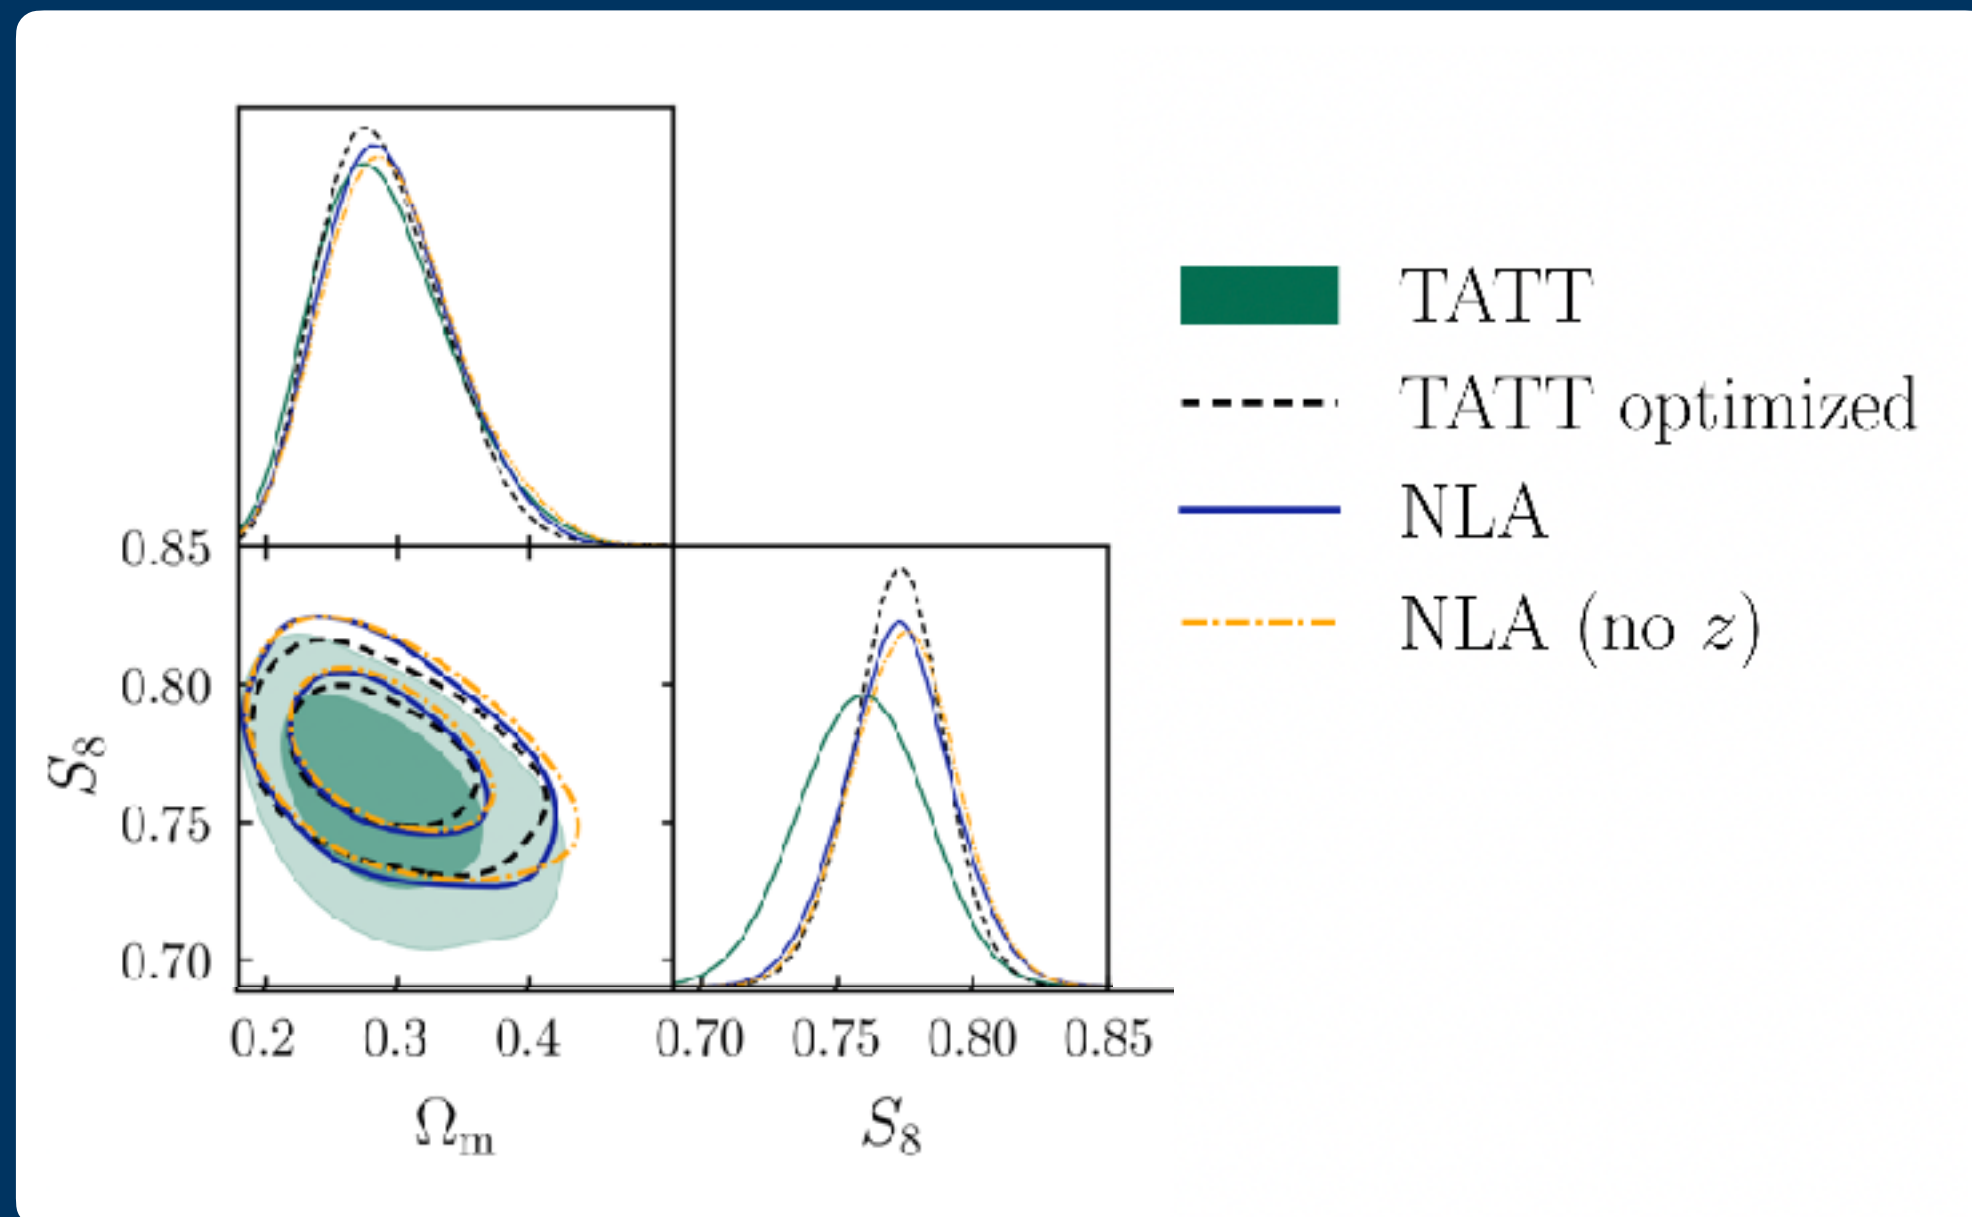 TATT
TATT optimized
NLA
NLA (no z)
0.85
0.80
0.75
0.70
S₈
0.2 0.3 0.4 0.70 0.75 0.80 0.85
Ωₘ S₈